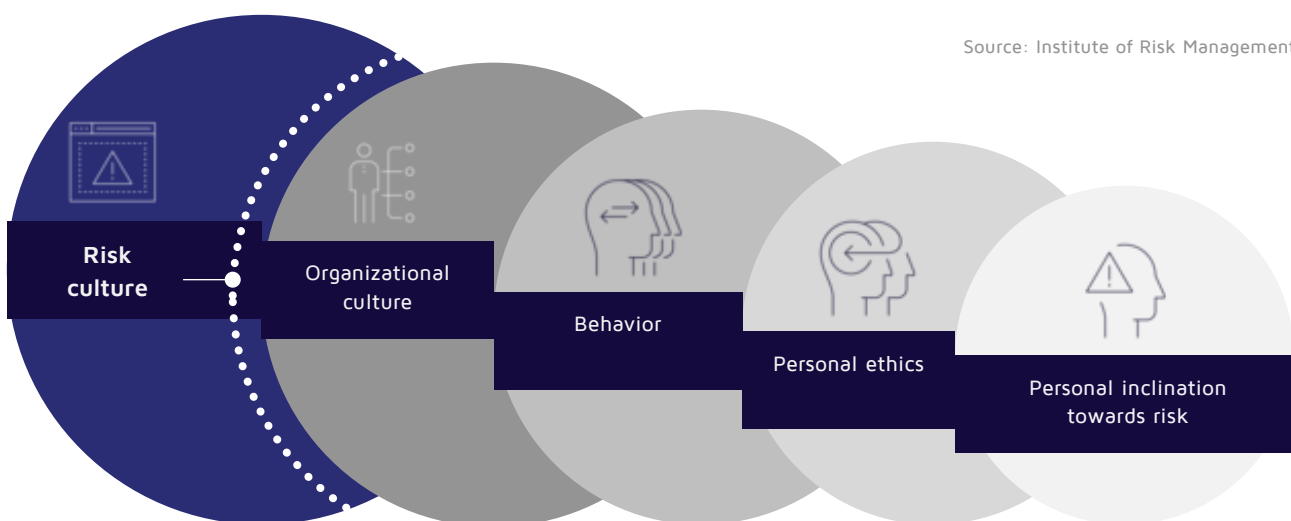 Source: Institute of Risk Management
Risk
culture
Organizational
culture
Behavior
Personal ethics
Personal inclination
towards risk